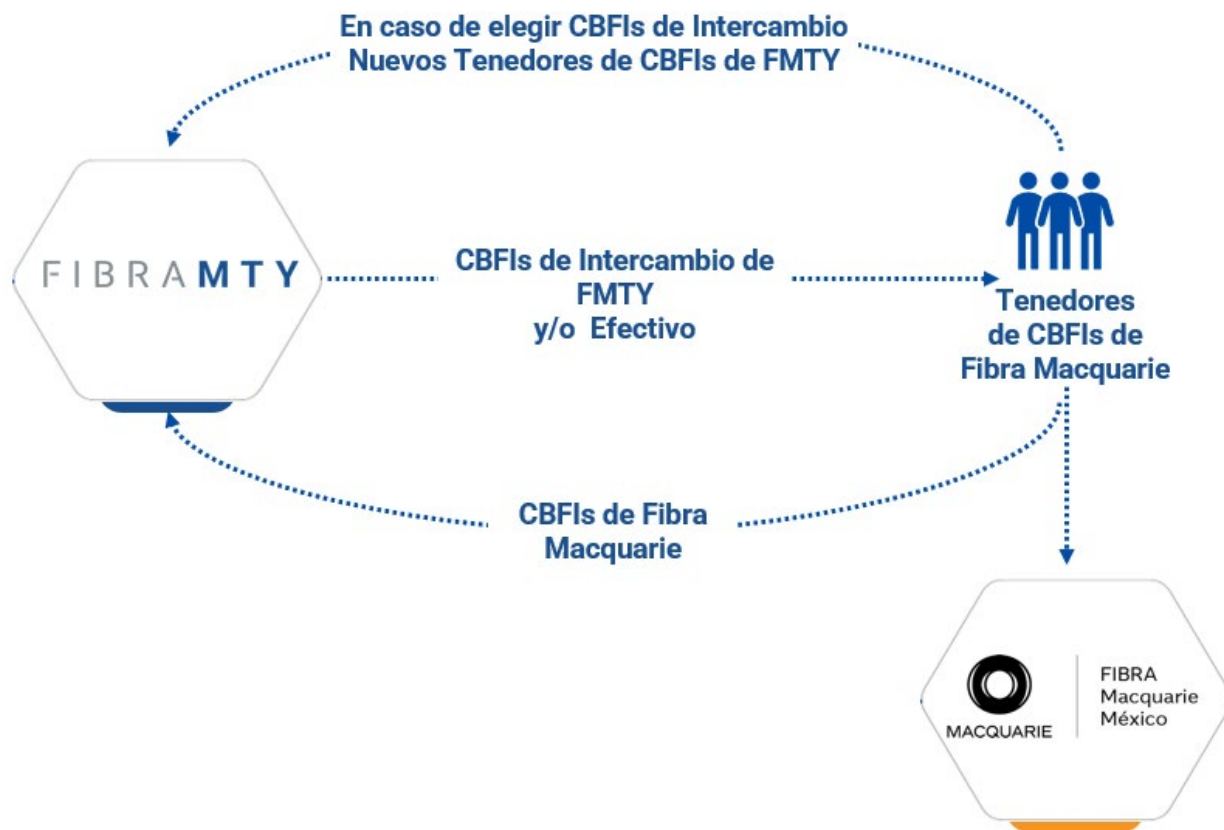 En caso de elegir CBFIs de Intercambio
Nuevos Tenedores de CBFIs de FMTY
FIBRAMTY
CBFIs de Intercambio de
FMTY
y/o Efectivo
Tenedores
de CBFIs de
Fibra Macquarie
CBFIs de Fibra
Macquarie
MACQUARIE
FIBRA
Macquarie
México